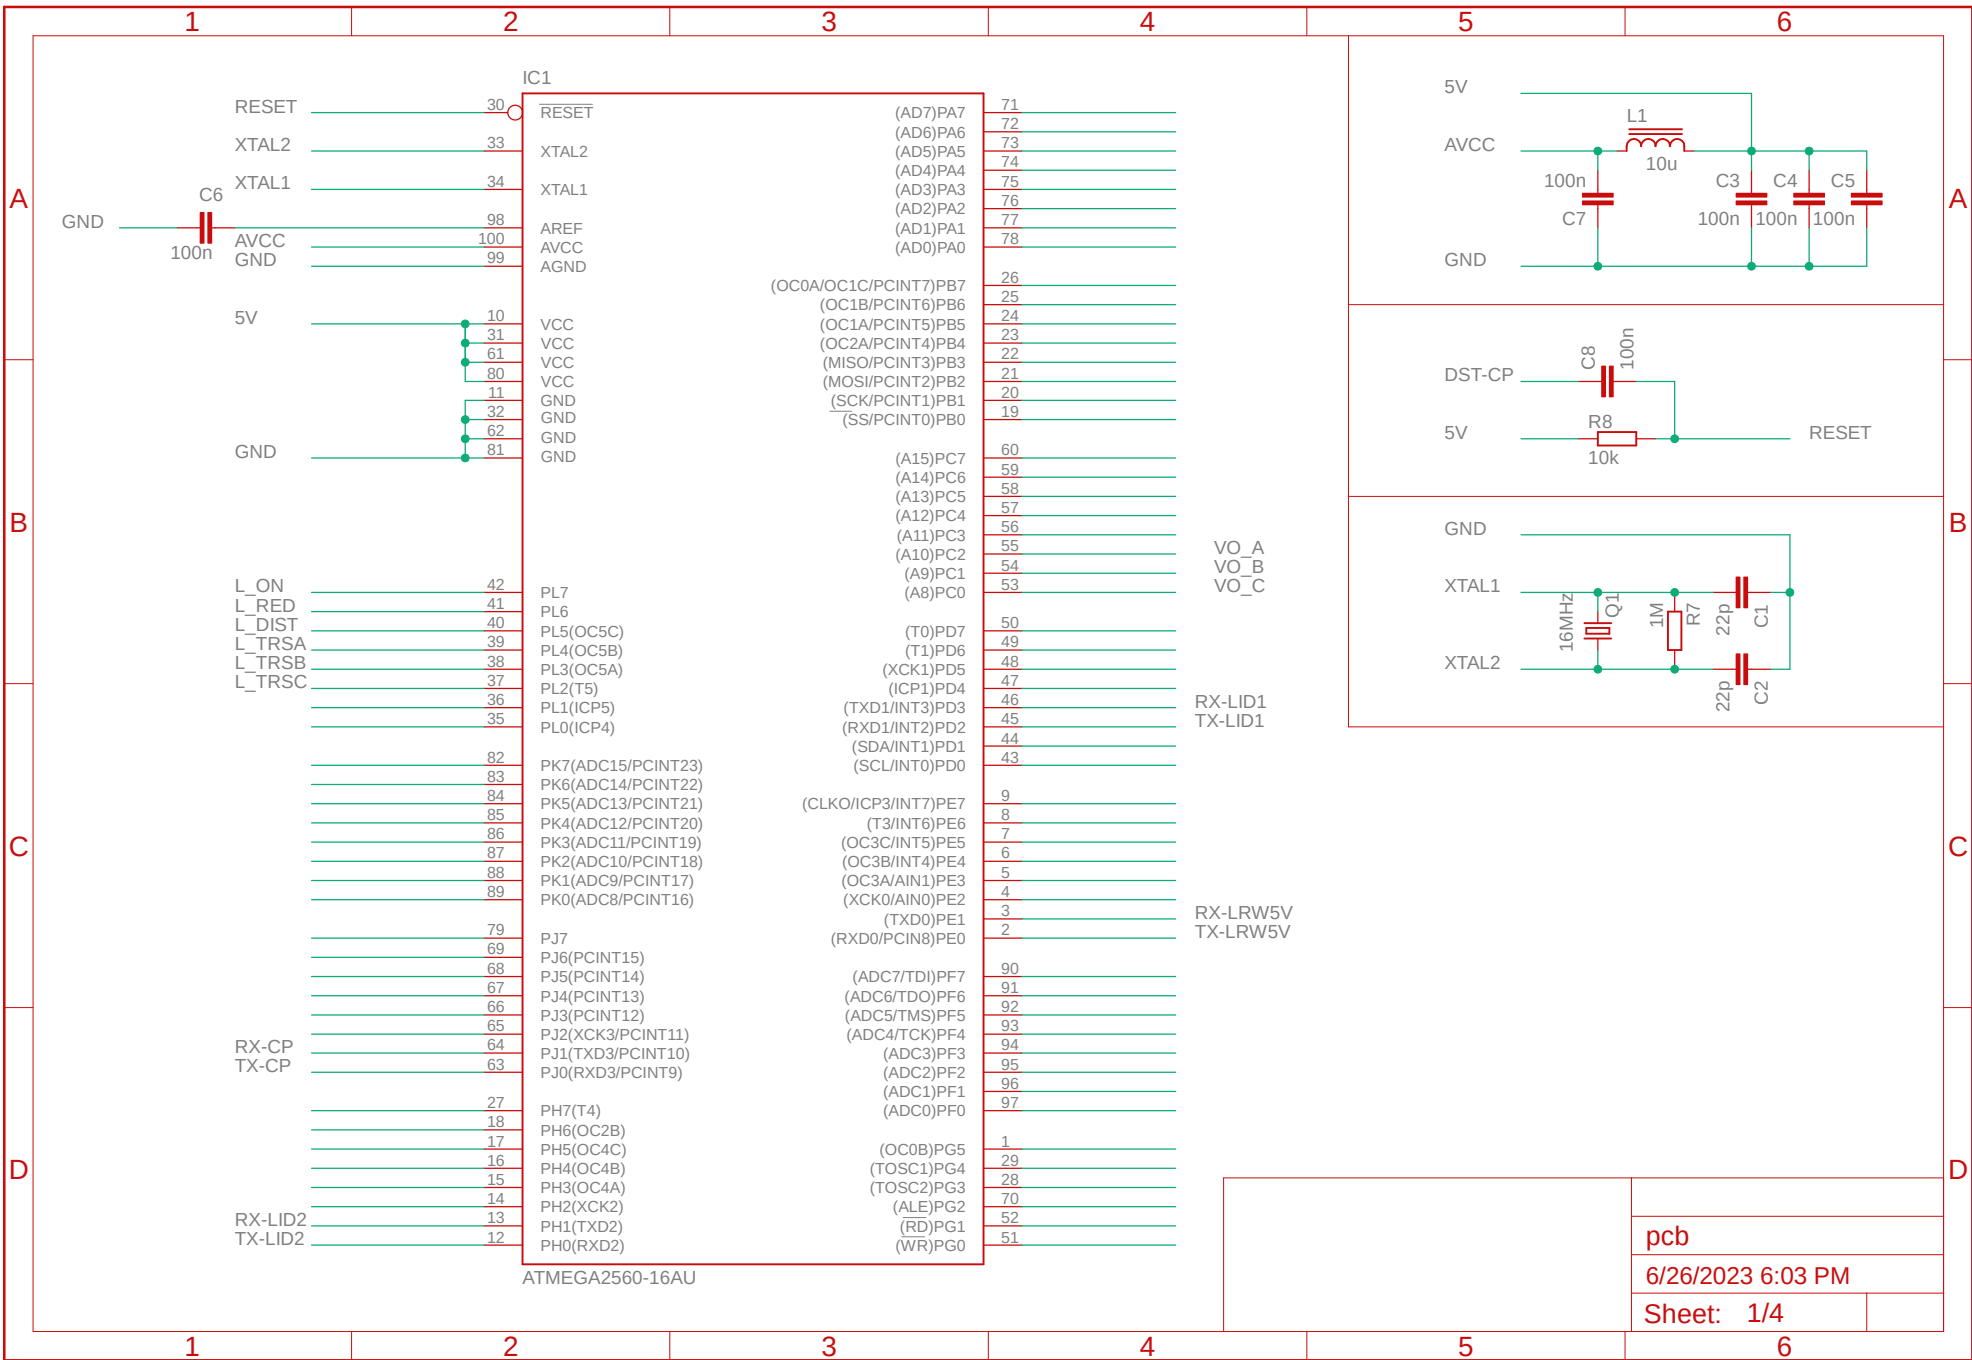 1 2 3 4 5 6
A
B
C
D
IC1
RESET 30 RESET
XTAL2 33 XTAL2
XTAL1 34 XTAL1
C6
GND 98 AREF
100n
AVCC 100 AVCC
GND 99 AGND
5V 10 VCC
31 VCC
61 VCC
80 VCC
11 GND
32 GND
62 GND
GND 81 GND
L_ON 42 PL7
L_RED 41 PL6
L_DIST 40 PL5(OC5C)
L_TRSA 39 PL4(OC5B)
L_TRSB 38 PL3(OC5A)
L_TRSC 37 PL2(T5)
36 PL1(ICP5)
35 PL0(ICP4)
82 PK7(ADC15/PCINT23)
83 PK6(ADC14/PCINT22)
84 PK5(ADC13/PCINT21)
85 PK4(ADC12/PCINT20)
86 PK3(ADC11/PCINT19)
87 PK2(ADC10/PCINT18)
88 PK1(ADC9/PCINT17)
89 PK0(ADC8/PCINT16)
79 PJ7
69 PJ6(PCINT15)
68 PJ5(PCINT14)
67 PJ4(PCINT13)
66 PJ3(PCINT12)
65 PJ2(XCK3/PCINT11)
RX-CP 64 PJ1(TXD3/PCINT10)
TX-CP 63 PJ0(RXD3/PCINT9)
27 PH7(T4)
18 PH6(OC2B)
17 PH5(OC4C)
16 PH4(OC4B)
15 PH3(OC4A)
14 PH2(XCK2)
RX-LID2 13 PH1(TXD2)
TX-LID2 12 PH0(RXD2)
ATMEGA2560-16AU
(AD7)PA7 71
(AD6)PA6 72
(AD5)PA5 73
(AD4)PA4 74
(AD3)PA3 75
(AD2)PA2 76
(AD1)PA1 77
(AD0)PA0 78
(OC0A/OC1C/PCINT7)PB7 26
(OC1B/PCINT6)PB6 25
(OC1A/PCINT5)PB5 24
(OC2A/PCINT4)PB4 23
(MISO/PCINT3)PB3 22
(MOSI/PCINT2)PB2 21
(SCK/PCINT1)PB1 20
(SS/PCINT0)PB0 19
(A15)PC7 60
(A14)PC6 59
(A13)PC5 58
(A12)PC4 57
(A11)PC3 56
(A10)PC2 55 VO_A
(A9)PC1 54 VO_B
(A8)PC0 53 VO_C
(T0)PD7 50
(T1)PD6 49
(XCK1)PD5 48
(ICP1)PD4 47
(TXD1/INT3)PD3 46 RX-LID1
(RXD1/INT2)PD2 45 TX-LID1
(SDA/INT1)PD1 44
(SCL/INT0)PD0 43
(CLKO/ICP3/INT7)PE7 9
(T3/INT6)PE6 8
(OC3C/INT5)PE5 7
(OC3B/INT4)PE4 6
(OC3A/AIN1)PE3 5
(XCK0/AIN0)PE2 4
(TXD0)PE1 3 RX-LRW5V
(RXD0/PCIN8)PE0 2 TX-LRW5V
(ADC7/TDI)PF7 90
(ADC6/TDO)PF6 91
(ADC5/TMS)PF5 92
(ADC4/TCK)PF4 93
(ADC3)PF3 94
(ADC2)PF2 95
(ADC1)PF1 96
(ADC0)PF0 97
(OC0B)PG5 1
(TOSC1)PG4 29
(TOSC2)PG3 28
(ALE)PG2 70
(RD)PG1 52
(WR)PG0 51
5V
L1
AVCC
10u
100n C3 C4 C5
C7 100n 100n 100n
GND
C8 100n
DST-CP
R8
5V RESET
10k
GND
XTAL1
16MHz Q1 1M R7 22p C1
XTAL2
22p C2
A
B
C
D
pcb
6/26/2023 6:03 PM
Sheet: 1/4
1 2 3 4 5 6